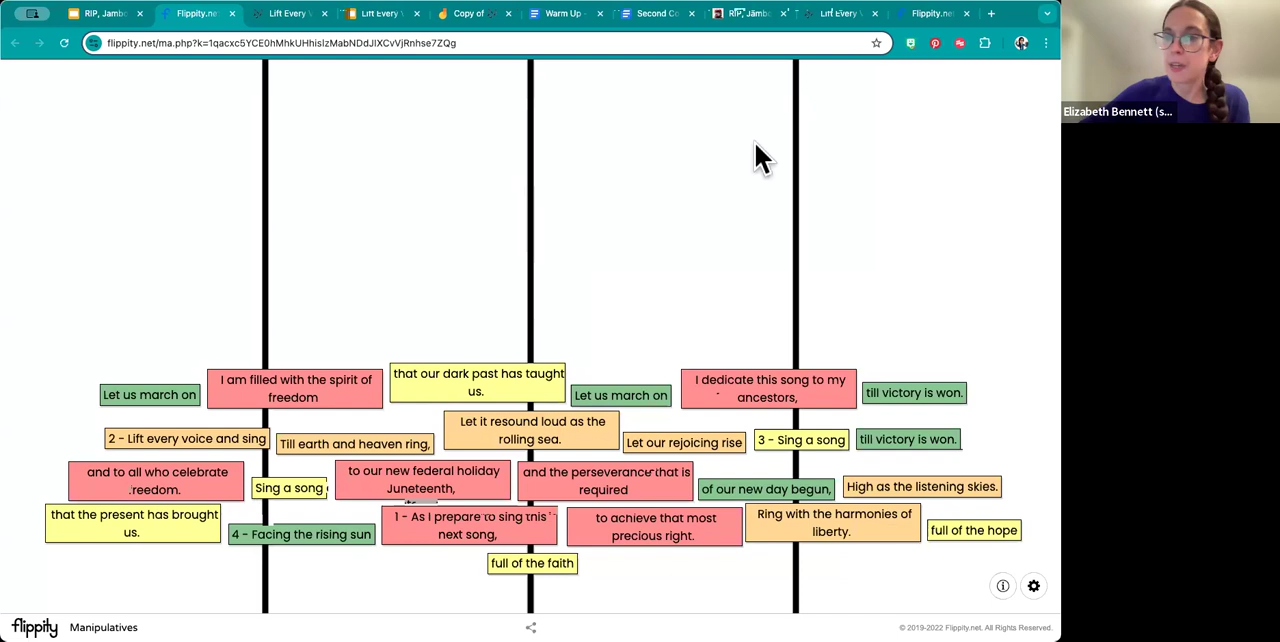 RIP, Jambo
Flippity.ne
Lift Every V
Lift Every V
Copy of
Warm Up -
Second Co
RIP, Jamb
Lift Every
Flippity.net
flippity.net/ma.php?k=1qacxc5YCE0hMhkUHhisIzMabNDdJIXCvVjRnhse7ZQg
Elizabeth Bennett (s...
that our dark past has taught
us.
I am filled with the spirit of
freedom
I dedicate this song to my
ancestors,
Let us march on
Let us march on
till victory is won.
Let it resound loud as the
rolling sea.
2 - Lift every voice and sing
Till earth and heaven ring,
Let our rejoicing rise
3 - Sing a song
till victory is won.
and to all who celebrate
freedom.
Sing a song
to our new federal holiday
Juneteenth,
and the perseverance that is
required
of our new day begun,
High as the listening skies.
that the present has brought
us.
4 - Facing the rising sun
1 - As I prepare to sing this
next song,
to achieve that most
precious right.
Ring with the harmonies of
liberty.
full of the hope
full of the faith
flippity
Manipulatives
© 2019-2022 Flippity.net. All Rights Reserved.